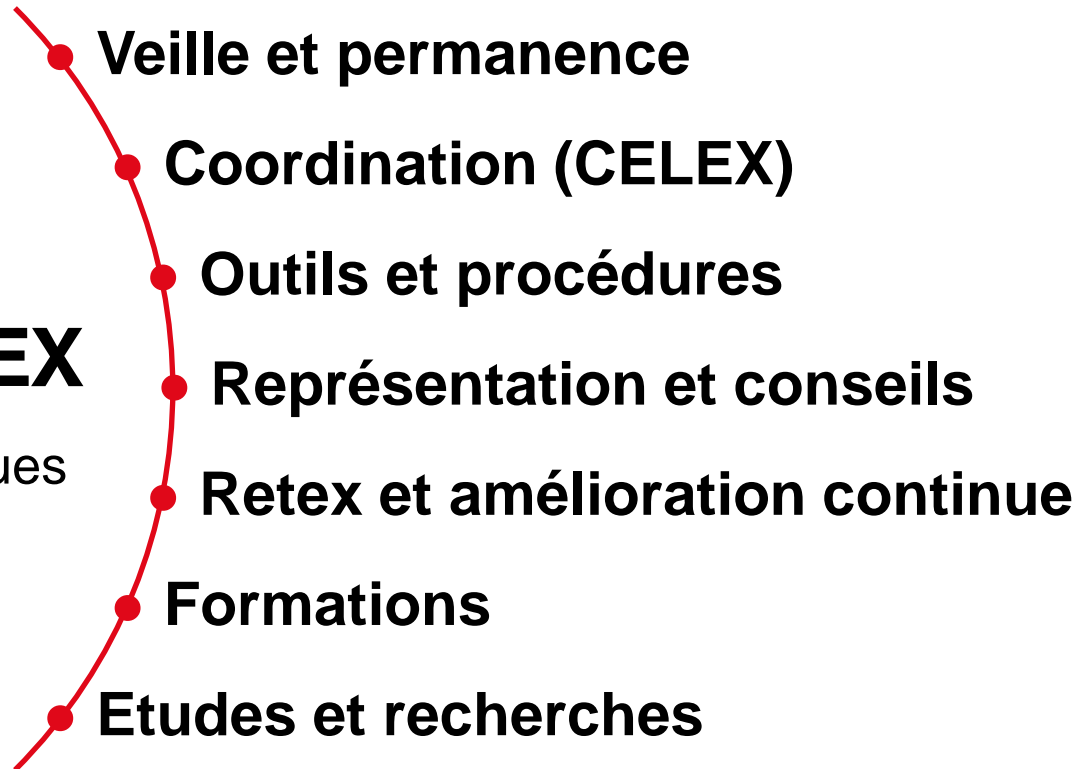 Veille et permanence
Coordination (CELEX)
Outils et procédures
EX
Représentation et conseils
ues
Retex et amélioration continue
Formations
Etudes et recherches